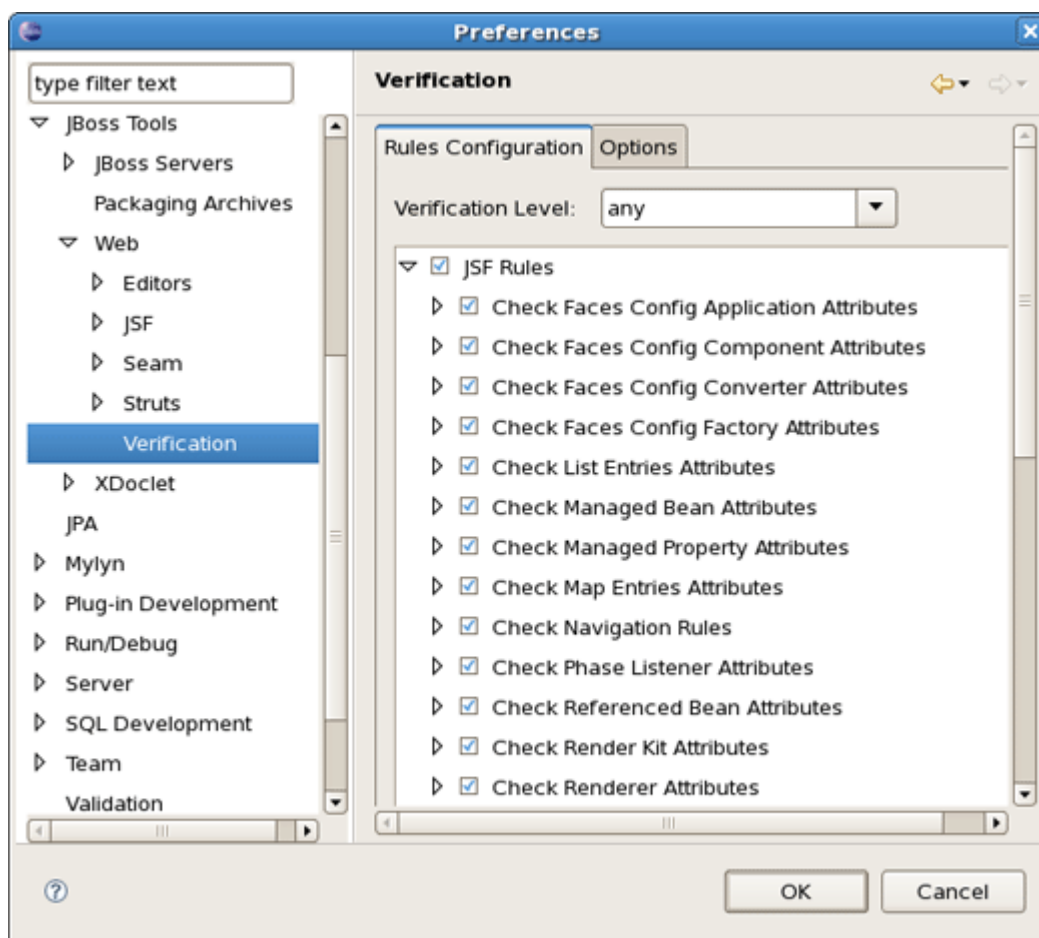 Preferences
type filter text
JBoss Tools
JBoss Servers
Packaging Archives
Web
Editors
JSF
Seam
Struts
Verification
XDoclet
JPA
Mylyn
Plug-in Development
Run/Debug
Server
SQL Development
Team
Validation
Verification
Rules Configuration Options
Verification Level: any
JSF Rules
Check Faces Config Application Attributes
Check Faces Config Component Attributes
Check Faces Config Converter Attributes
Check Faces Config Factory Attributes
Check List Entries Attributes
Check Managed Bean Attributes
Check Managed Property Attributes
Check Map Entries Attributes
Check Navigation Rules
Check Phase Listener Attributes
Check Referenced Bean Attributes
Check Render Kit Attributes
Check Renderer Attributes
OK Cancel